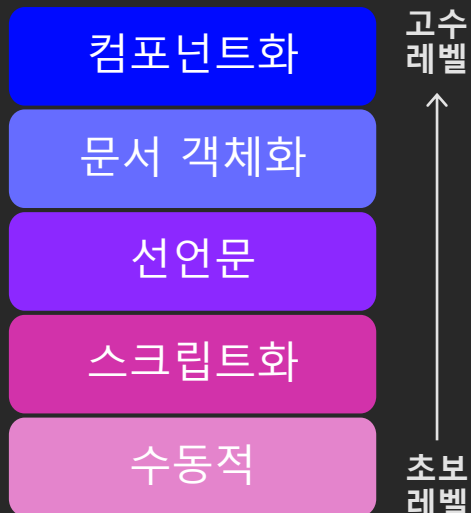 컴포넌트화
고수
레벨
문서 객체화
선언문
스크립트화
수동적
초보
레벨